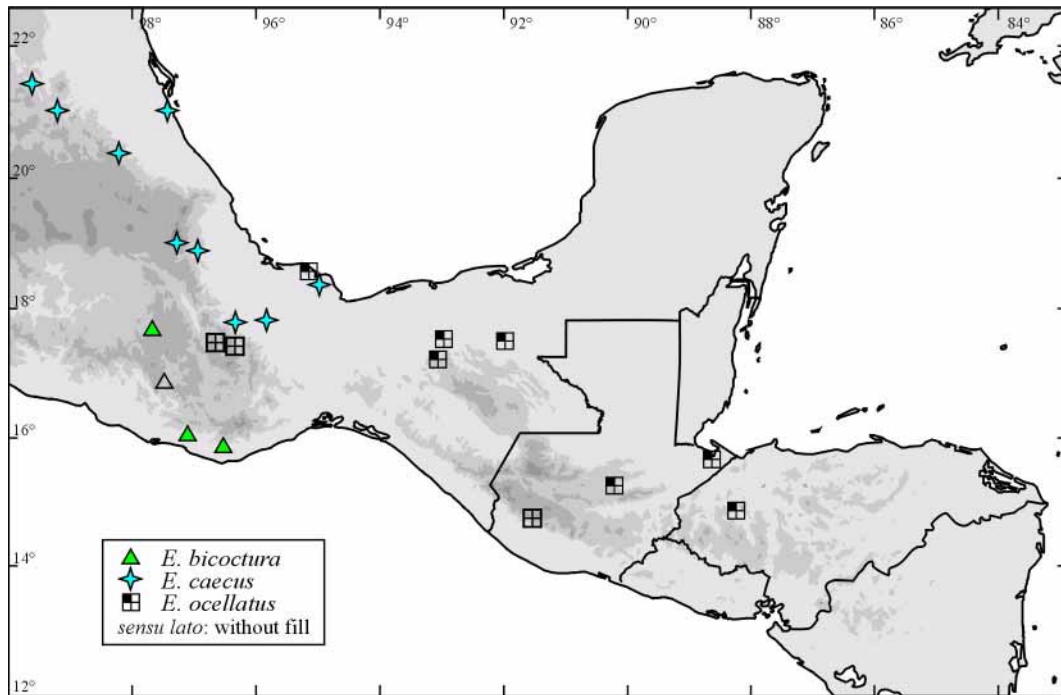 98° 96° 94° 92° 90° 88° 86° 84°
22°
20°
18°
16°
14°
12°
E. bicoctura
E. caecus
E. ocellatus
sensu lato: without fill